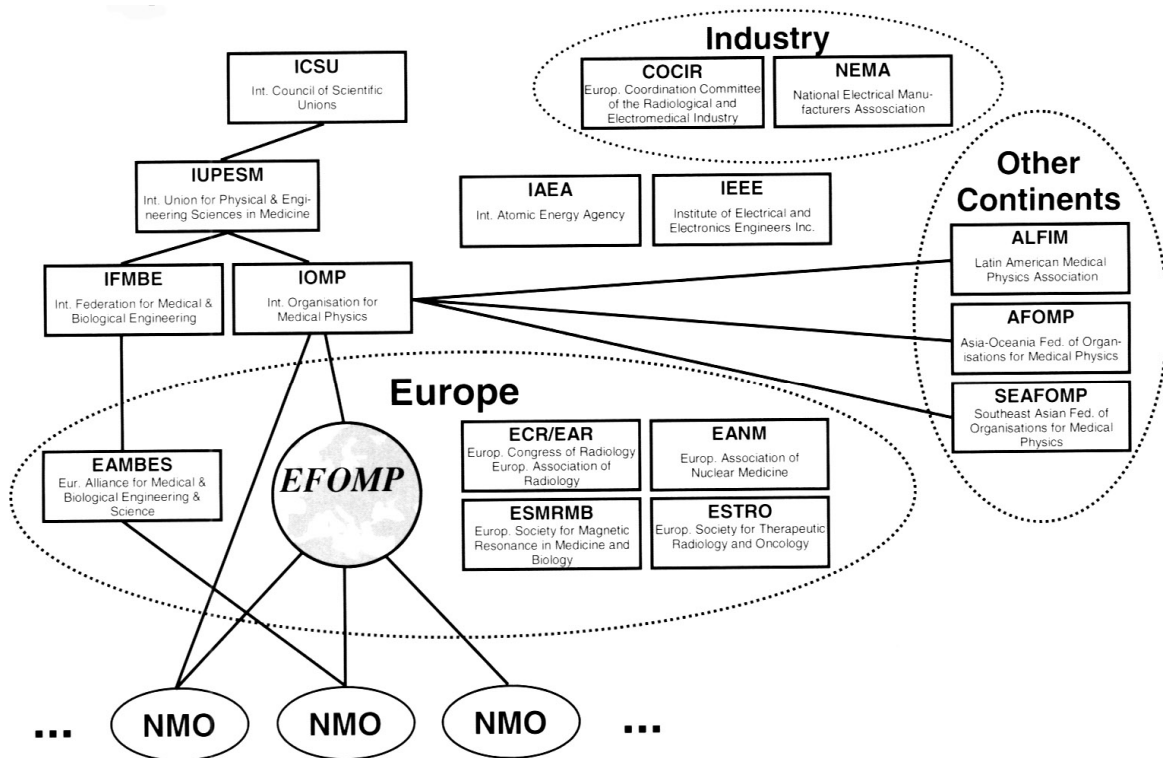 Industry
ICSU
Int. Council of Scientific
Unions
COCIR
Europ. Coordination Committee
of the Radiological and
Electromedical Industry
NEMA
National Electrical Manu-
facturers Assosciation
IUPESM
Int. Union for Physical & Engi-
neering Sciences in Medicine
IAEA
Int. Atomic Energy Agency
IEEE
Institute of Electrical and
Electronics Engineers Inc.
Other
Continents
ALFIM
Latin American Medical
Physics Association
IFMBE
Int. Federation for Medical &
Biological Engineering
IOMP
Int. Organisation for
Medical Physics
AFOMP
Asia-Oceania Fed. of Organ-
isations for Medical Physics
SEAFOMP
Southeast Asian Fed. of
Organisations for Medical
Physics
Europe
EAMBES
Eur. Alliance for Medical &
Biological Engineering &
Science
EFOMP
ECR/EAR
Europ. Congress of Radiology
Europ. Association of
Radiology
EANM
Europ. Association of
Nuclear Medicine
ESMRMB
Europ. Society for Magnetic
Resonance in Medicine and
Biology
ESTRO
Europ. Society for Therapeutic
Radiology and Oncology
... NMO NMO NMO ...